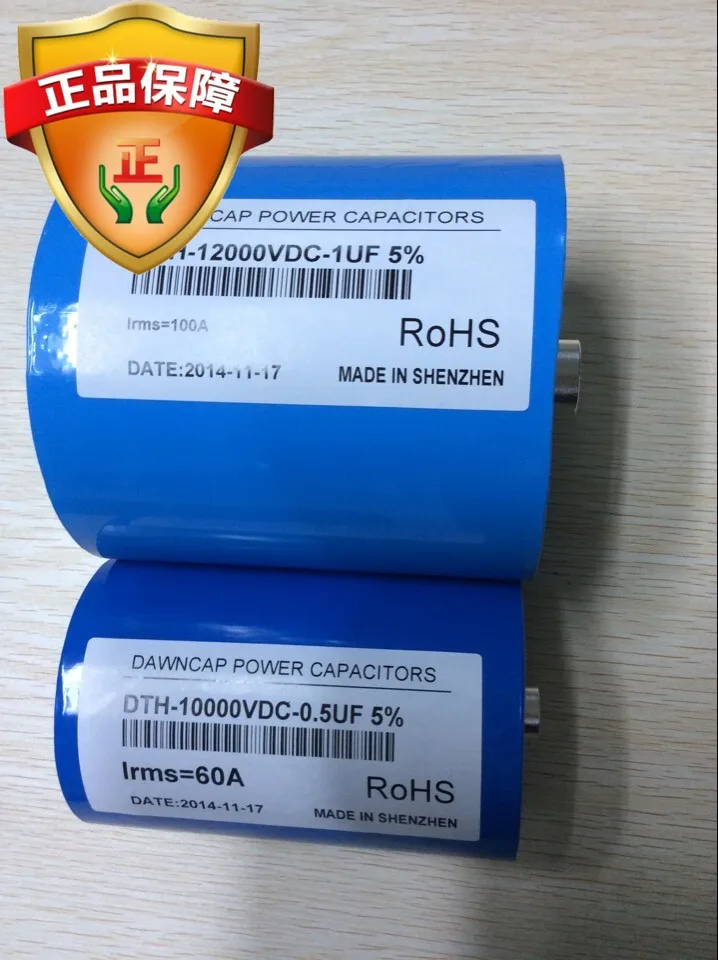 正品保障
正
CAP POWER CAPACITORS
H-12000VDC-1UF 5%
Irms=100A
RoHS
DATE:2014-11-17
MADE IN SHENZHEN
DAWNCAP POWER CAPACITORS
DTH-10000VDC-0.5UF 5%
Irms=60A
RoHS
DATE:2014-11-17
MADE IN SHENZHEN